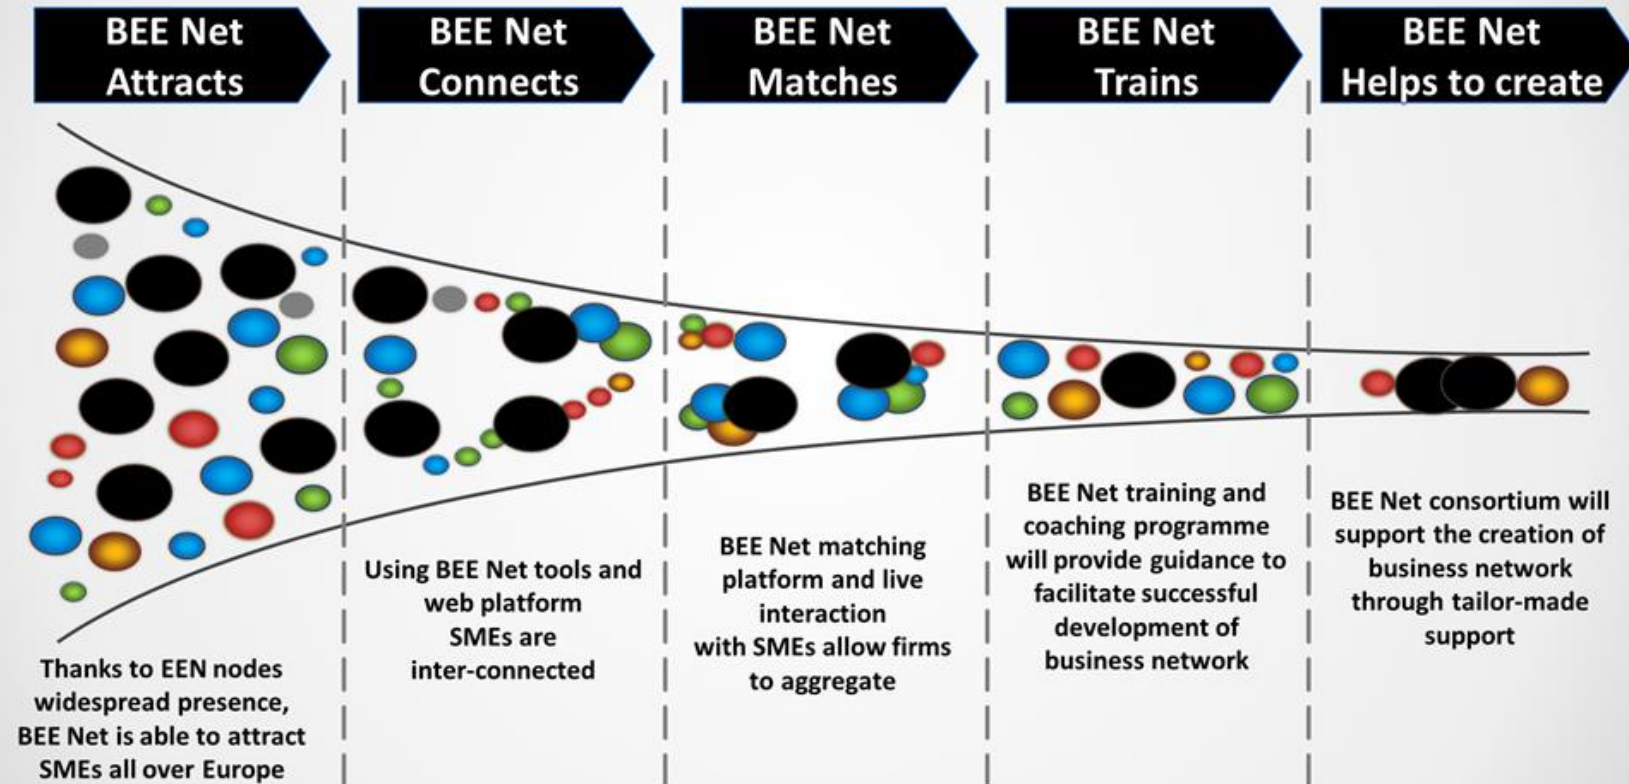 BEE Net
Attracts
BEE Net
Connects
BEE Net
Matches
BEE Net
Trains
BEE Net
Helps to create
Thanks to EEN nodes
widespread presence,
BEE Net is able to attract
SMEs all over Europe
Using BEE Net tools and
web platform
SMEs are
inter-connected
BEE Net matching
platform and live
interaction
with SMEs allow firms
to aggregate
BEE Net training and
coaching programme
will provide guidance to
facilitate successful
development of
business network
BEE Net consortium will
support the creation of
business network
through tailor-made
support